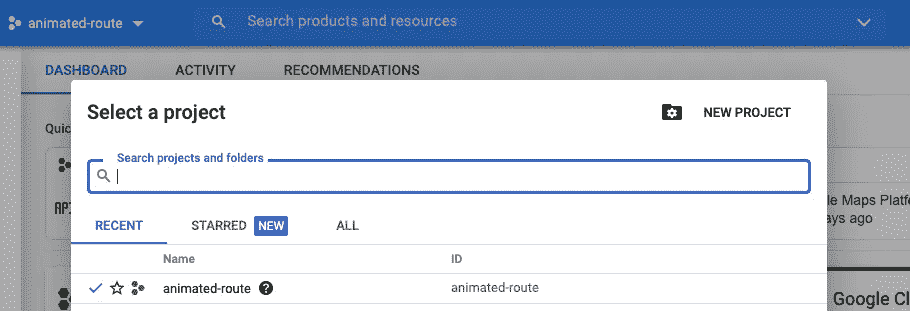 animated-route
Search products and resources
DASHBOARD
ACTIVITY
RECOMMENDATIONS
Select a project
NEW PROJECT
Quic
Search projects and folders
API
le Maps Platf
ays ago
RECENT
STARRED
NEW
ALL
Name
ID
animated-route
animated-route
Google Cl